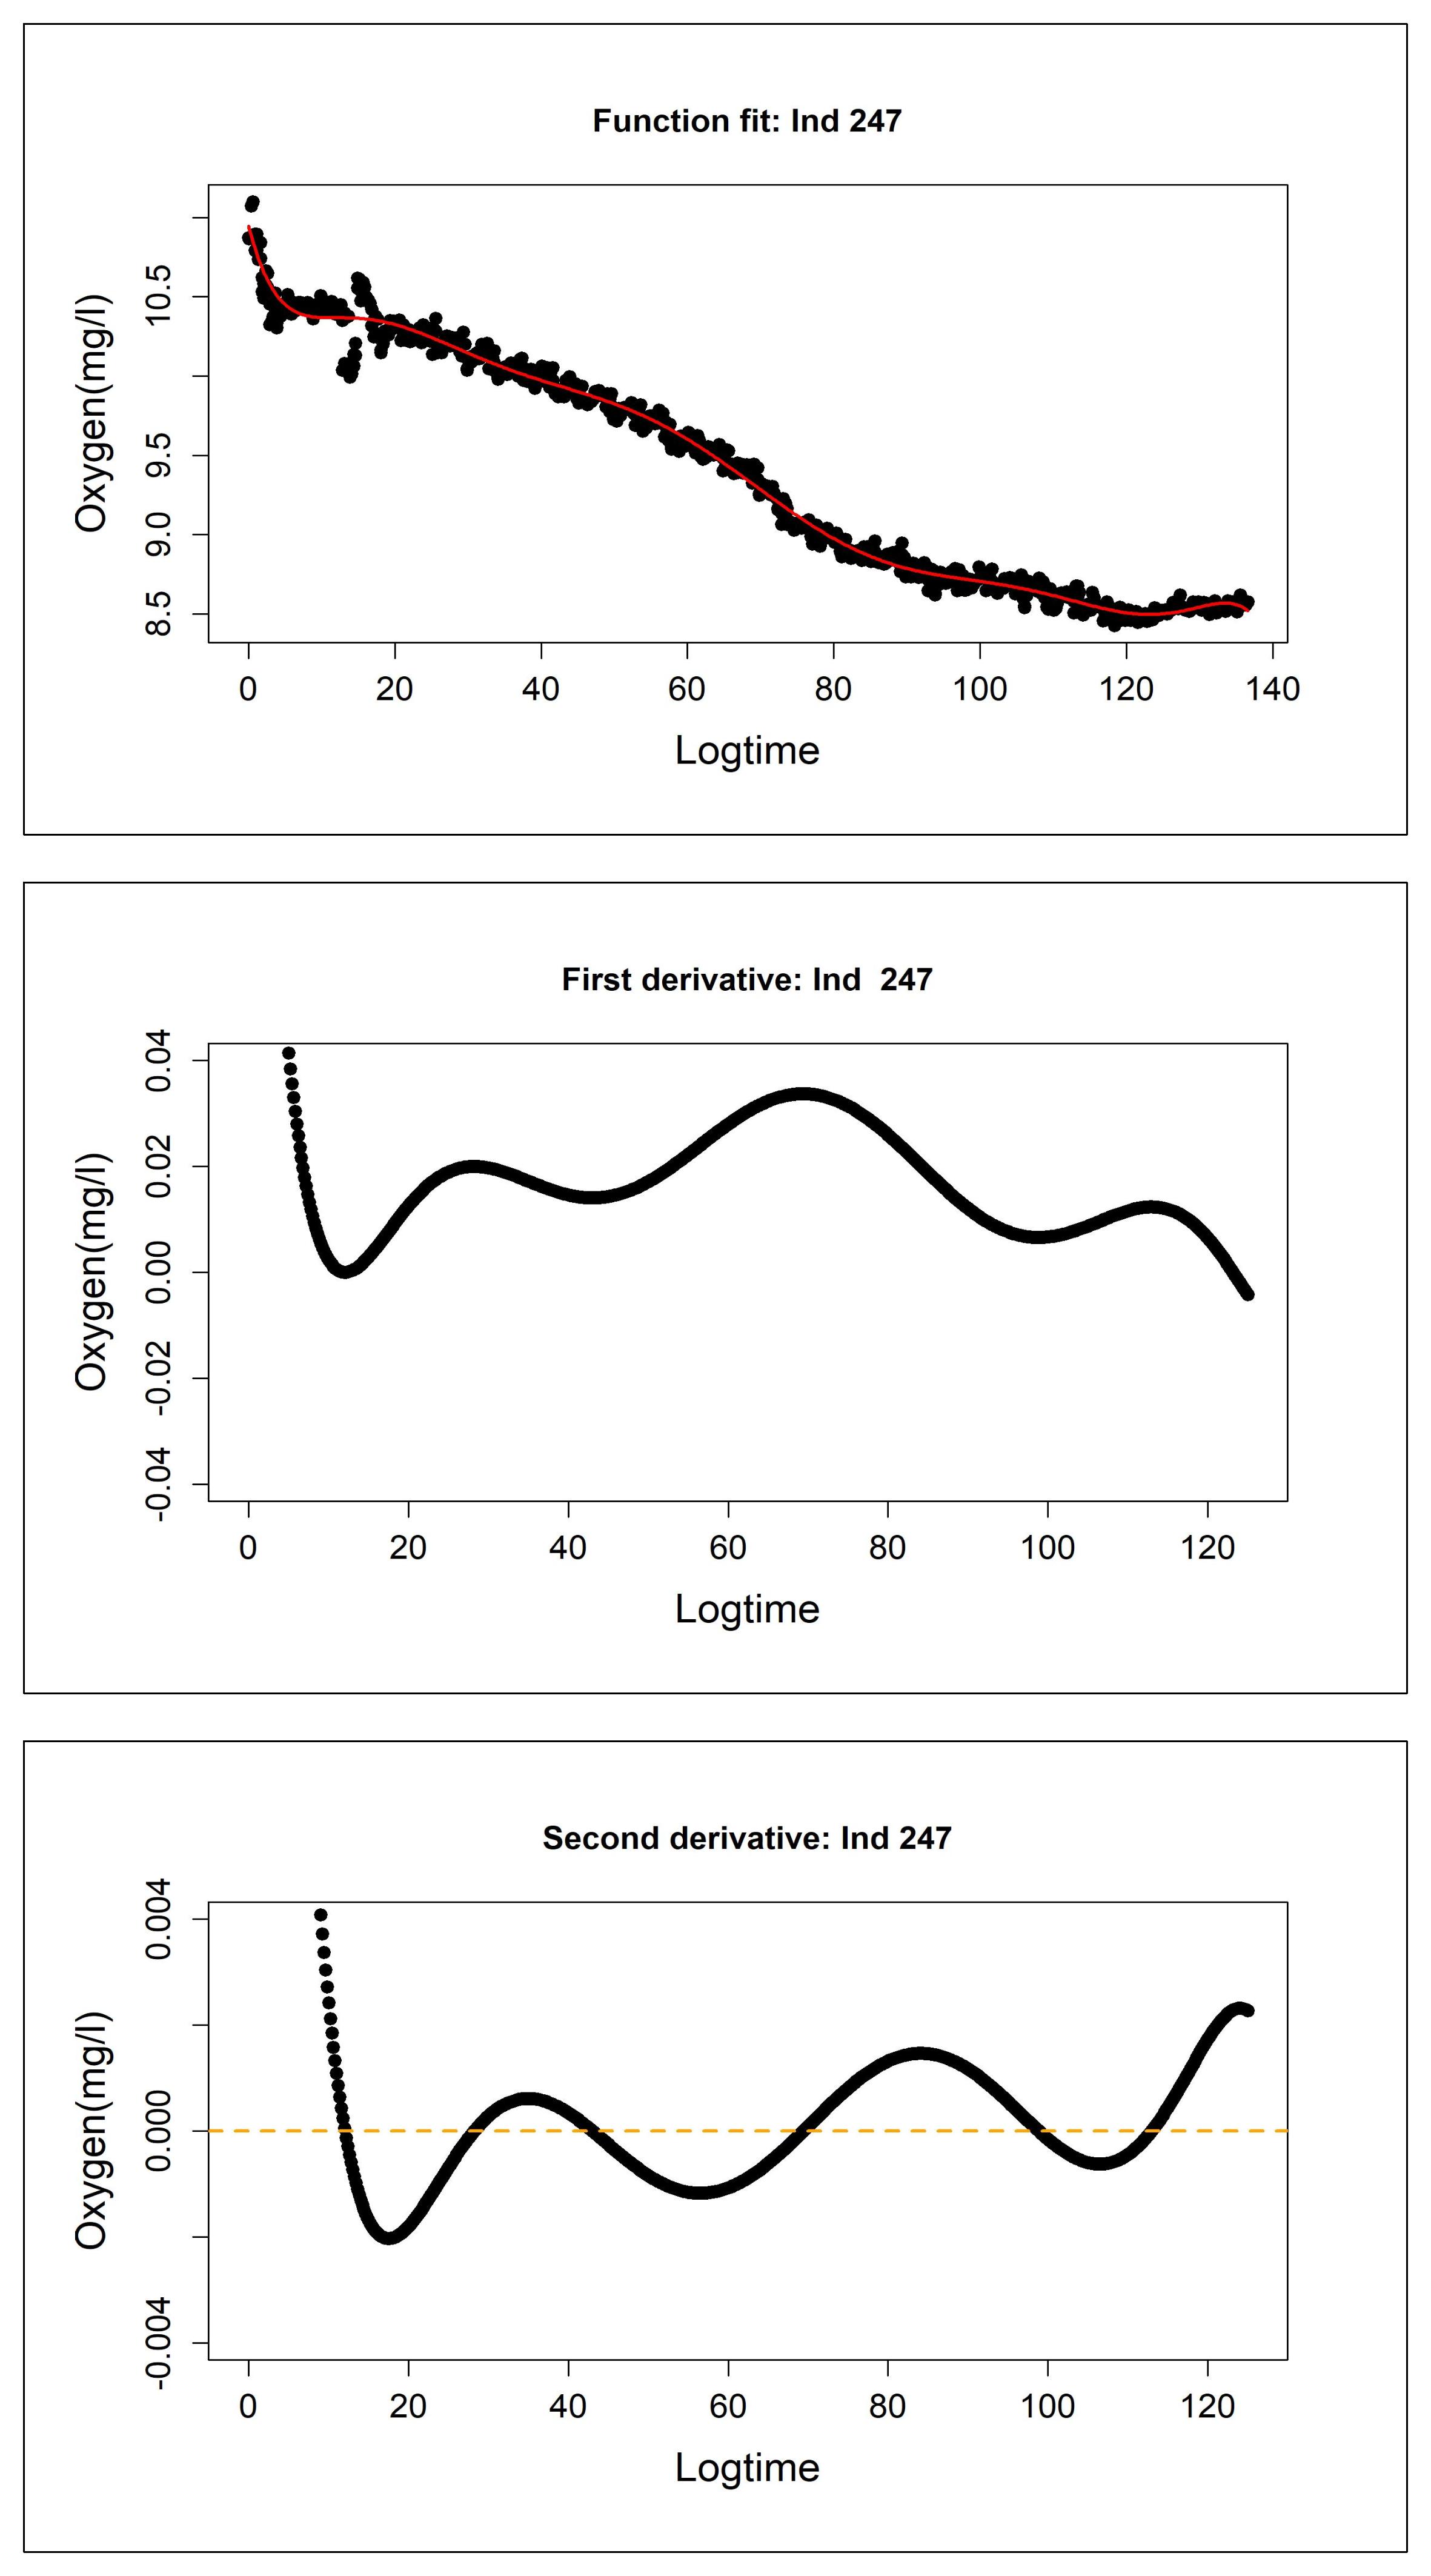 Function fit: Ind 247
Oxygen(mg/l)
10.5
9.5
9.0
8.5
0 20 40 60 80 100 120 140
Logtime
First derivative: Ind  247
Oxygen(mg/l)
0.04
0.02
0.00
-0.02
-0.04
0 20 40 60 80 100 120
Logtime
Second derivative: Ind 247
Oxygen(mg/l)
0.004
0.000
-0.004
0 20 40 60 80 100 120
Logtime